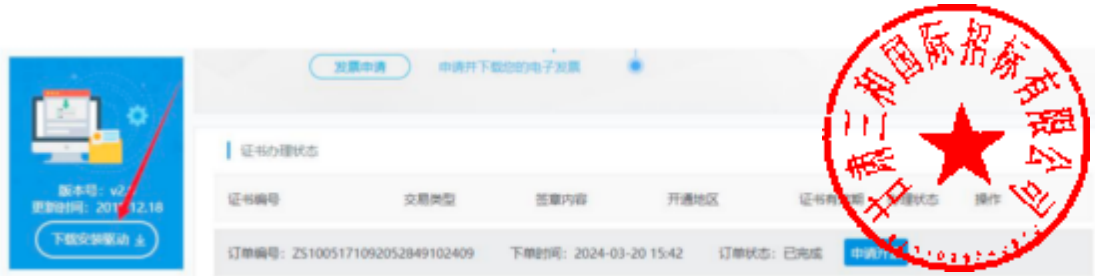 发票申请
申请并下载您的电子发票
证书办理状态
版本号：v2.
更新时间：201 12.18
下载安装驱动
证书编号
交易类型
签章内容
开通地区
证书有 期
理状态
操作
订单编号：ZS10051710920528491024​09
下单时间：2024-03-20 15:42
订单状态：已完成
申请开
甘肃三和国际招标有限公司